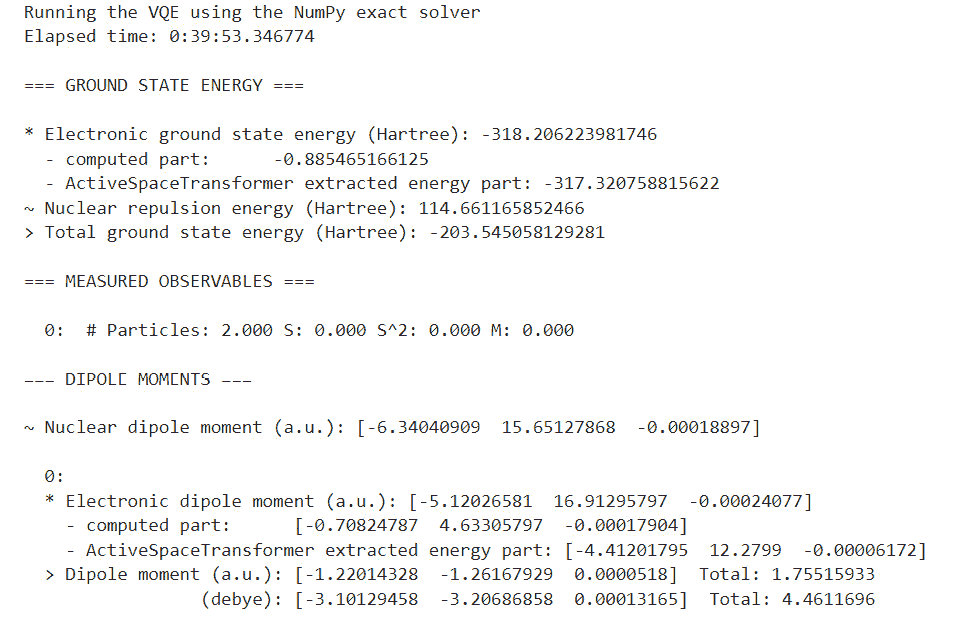 Running the VQE using the NumPy exact solver
Elapsed time: 0:39:53.346774
=== GROUND STATE ENERGY ===
* Electronic ground state energy (Hartree): -318.206223981746
- computed part: -0.885465166125
- ActiveSpaceTransformer extracted energy part: -317.320758815622
~ Nuclear repulsion energy (Hartree): 114.661165852466
> Total ground state energy (Hartree): -203.545058129281
=== MEASURED OBSERVABLES ===
0: # Particles: 2.000 S: 0.000 S^2: 0.000 M: 0.000
--- DIPOLE MOMENTS ---
~ Nuclear dipole moment (a.u.): [-6.34040909 15.65127868 -0.00018897]
0:
* Electronic dipole moment (a.u.): [-5.12026581 16.91295797 -0.00024077]
- computed part: [-0.70824787 4.63305797 -0.00017904]
- ActiveSpaceTransformer extracted energy part: [-4.41201795 12.2799 -0.00006172]
> Dipole moment (a.u.): [-1.22014328 -1.26167929 0.0000518] Total: 1.75515933
(debye): [-3.10129458 -3.20686858 0.00013165] Total: 4.4611696